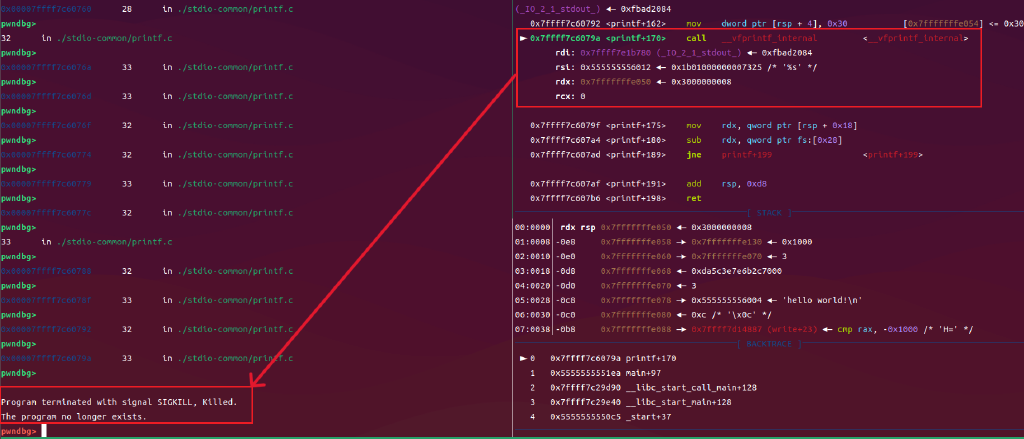 0x00007ffff7c60760 28 in ./stdio-common/printf.c
pwndbg>
32 in ./stdio-common/printf.c
pwndbg>
0x00007ffff7c6076a 33 in ./stdio-common/printf.c
pwndbg>
0x00007ffff7c6076d 33 in ./stdio-common/printf.c
pwndbg>
0x00007ffff7c6076f 32 in ./stdio-common/printf.c
pwndbg>
0x00007ffff7c60774 32 in ./stdio-common/printf.c
pwndbg>
0x00007ffff7c60779 33 in ./stdio-common/printf.c
pwndbg>
0x00007ffff7c6077c 32 in ./stdio-common/printf.c
pwndbg>
33 in ./stdio-common/printf.c
pwndbg>
0x00007ffff7c60788 32 in ./stdio-common/printf.c
pwndbg>
0x00007ffff7c6078f 33 in ./stdio-common/printf.c
pwndbg>
0x00007ffff7c60792 32 in ./stdio-common/printf.c
pwndbg>
0x00007ffff7c6079a 33 in ./stdio-common/printf.c
pwndbg>
Program terminated with signal SIGKILL, Killed.
The program no longer exists.
pwndbg>
(_IO_2_1_stdout_) ◂— 0xfbad2084
0x7ffff7c60792 <printf+162> mov dword ptr [rsp + 4], 0x30 [0x7fffffffe054] <= 0x30
► 0x7ffff7c6079a <printf+170> call __vfprintf_internal <__vfprintf_internal>
rdi: 0x7ffff7e1b780 (_IO_2_1_stdout_) ◂— 0xfbad2084
rsi: 0x555555556012 ◂— 0x1b01000000007325 /* '%s' */
rdx: 0x7fffffffe050 ◂— 0x3000000008
rcx: 0
0x7ffff7c6079f <printf+175> mov rdx, qword ptr [rsp + 0x18]
0x7ffff7c607a4 <printf+180> sub rdx, qword ptr fs:[0x28]
0x7ffff7c607ad <printf+189> jne printf+199 <printf+199>
0x7ffff7c607af <printf+191> add rsp, 0xd8
0x7ffff7c607b6 <printf+198> ret
[ STACK ]
00:0000│ rdx rsp 0x7fffffffe050 ◂— 0x3000000008
01:0008│-0e8 0x7fffffffe058 —▸ 0x7fffffffe130 ◂— 0x1000
02:0010│-0e0 0x7fffffffe060 —▸ 0x7fffffffe070 ◂— 3
03:0018│-0d8 0x7fffffffe068 ◂— 0xda5c3e7e6b2c7000
04:0020│-0d0 0x7fffffffe070 ◂— 3
05:0028│-0c8 0x7fffffffe078 —▸ 0x555555556004 ◂— 'hello world!\n'
06:0030│-0c0 0x7fffffffe080 ◂— 0xc /* '\x0c' */
07:0038│-0b8 0x7fffffffe088 —▸ 0x7ffff7d14887 (write+23) ◂— cmp rax, -0x1000 /* 'H=' */
[ BACKTRACE ]
► 0 0x7ffff7c6079a printf+170
1 0x5555555551ea main+97
2 0x7ffff7c29d90 __libc_start_call_main+128
3 0x7ffff7c29e40 __libc_start_main+128
4 0x5555555550c5 _start+37